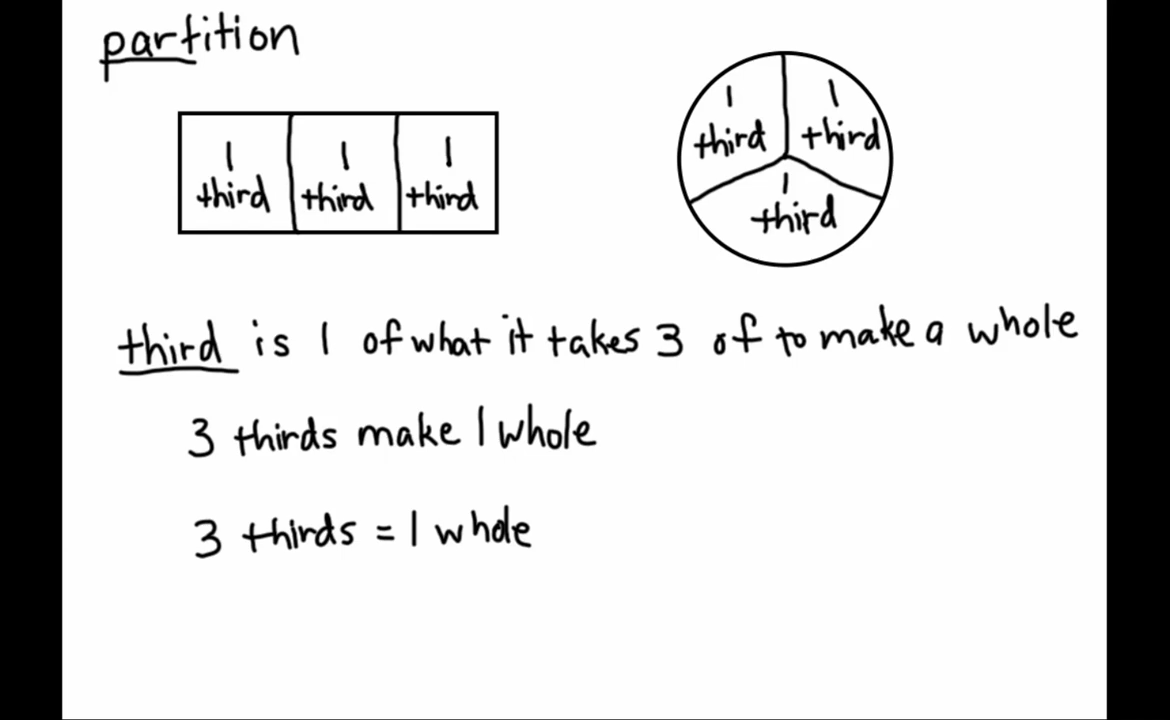 partition
1 third 1 third 1 third
1 third 1 third
1 third
third is 1 of what it takes 3 of to make a whole
3 thirds make 1 whole
3 thirds = 1 whole